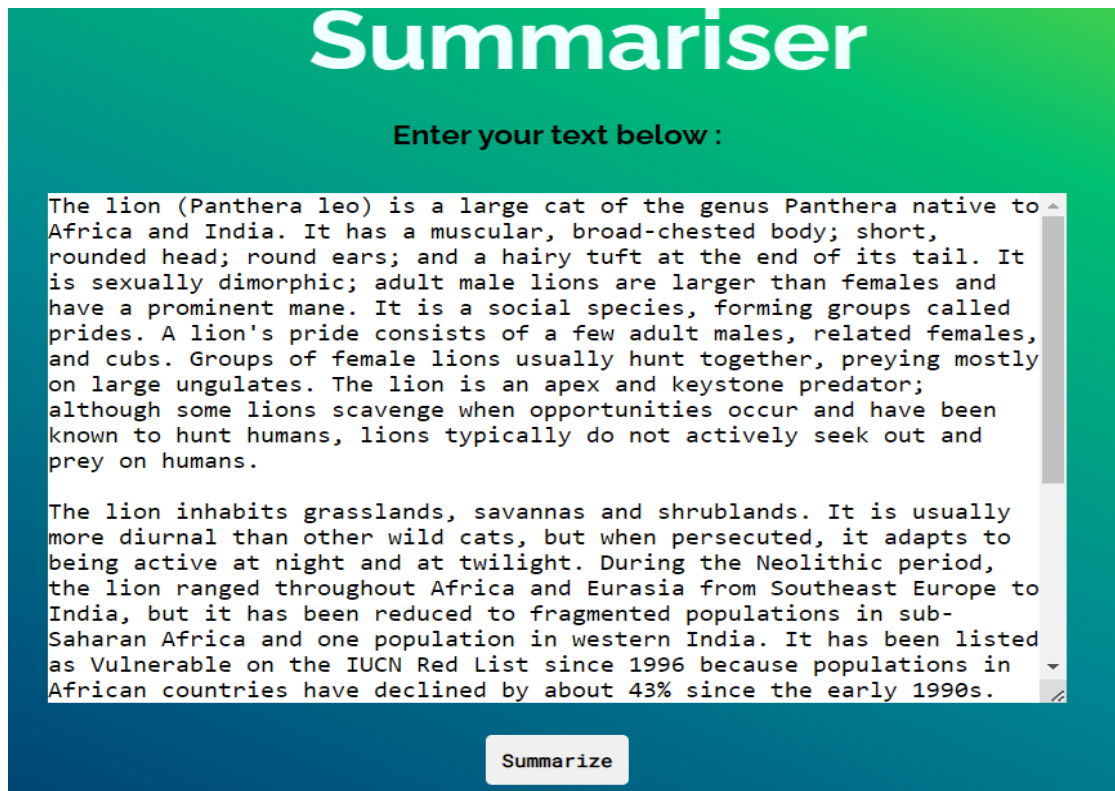 Summariser
Enter your text below :
The lion (Panthera leo) is a large cat of the genus Panthera native to
Africa and India. It has a muscular, broad-chested body; short,
rounded head; round ears; and a hairy tuft at the end of its tail. It
is sexually dimorphic; adult male lions are larger than females and
have a prominent mane. It is a social species, forming groups called
prides. A lion's pride consists of a few adult males, related females,
and cubs. Groups of female lions usually hunt together, preying mostly
on large ungulates. The lion is an apex and keystone predator;
although some lions scavenge when opportunities occur and have been
known to hunt humans, lions typically do not actively seek out and
prey on humans.
The lion inhabits grasslands, savannas and shrublands. It is usually
more diurnal than other wild cats, but when persecuted, it adapts to
being active at night and at twilight. During the Neolithic period,
the lion ranged throughout Africa and Eurasia from Southeast Europe to
India, but it has been reduced to fragmented populations in sub-
Saharan Africa and one population in western India. It has been listed
as Vulnerable on the IUCN Red List since 1996 because populations in
African countries have declined by about 43% since the early 1990s.
Summarize